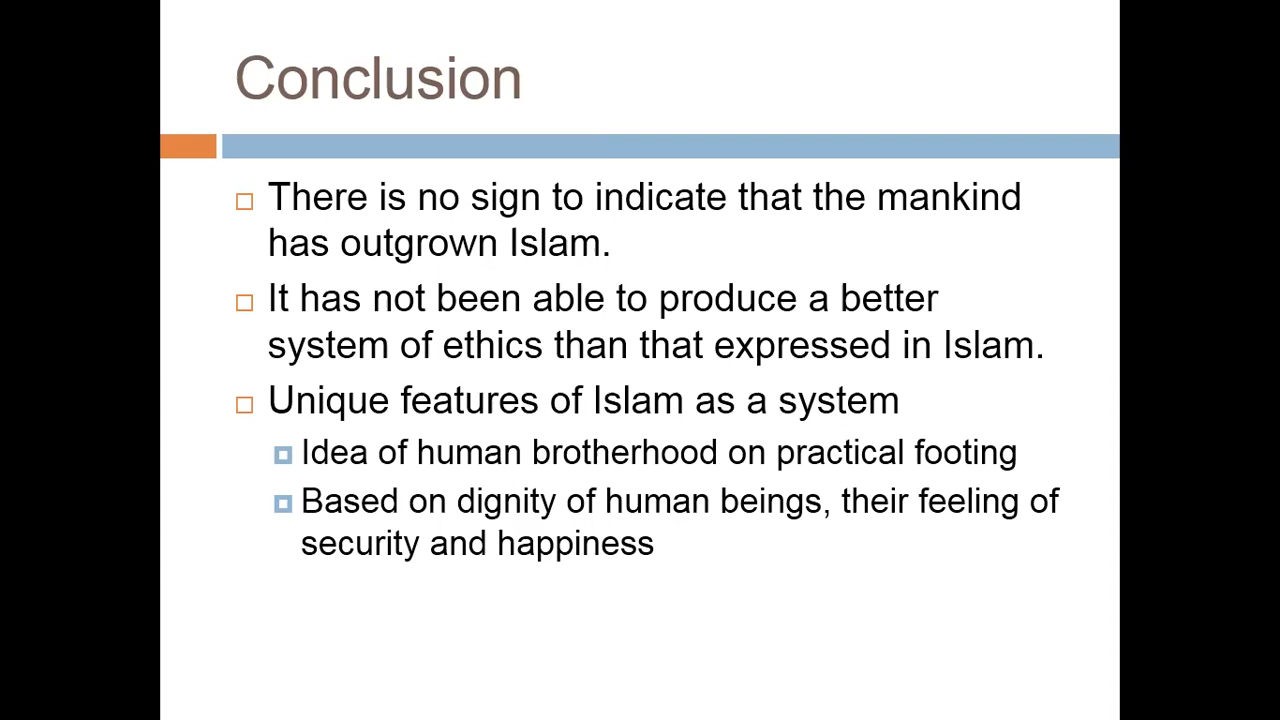 Conclusion
There is no sign to indicate that the mankind
has outgrown Islam.
It has not been able to produce a better
system of ethics than that expressed in Islam.
Unique features of Islam as a system
Idea of human brotherhood on practical footing
Based on dignity of human beings, their feeling of
security and happiness